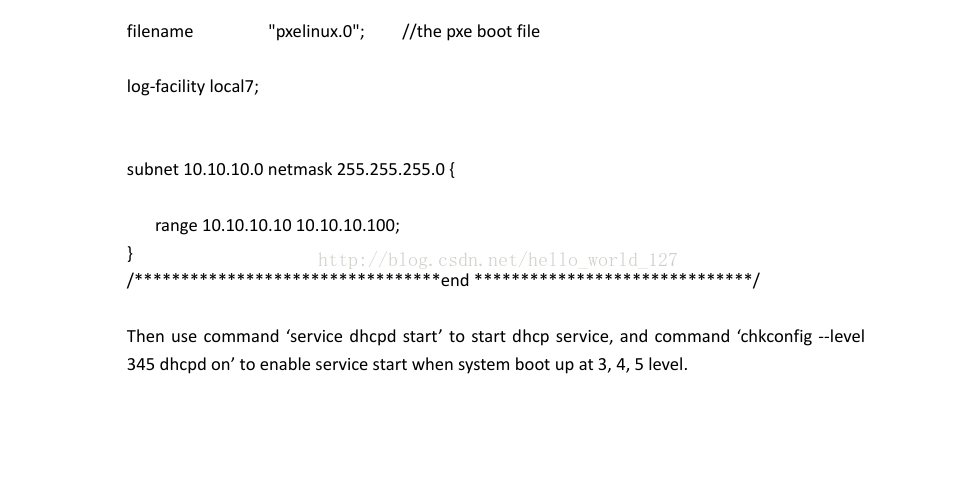 filename "pxelinux.0"; //the pxe boot file
log-facility local7;
subnet 10.10.10.0 netmask 255.255.255.0 {
range 10.10.10.10 10.10.10.100;
}
http://blog.csdn.net/hello_world_127
/*********************************end ******************************/
Then use command ‘service dhcpd start’ to start dhcp service, and command ‘chkconfig --level
345 dhcpd on’ to enable service start when system boot up at 3, 4, 5 level.